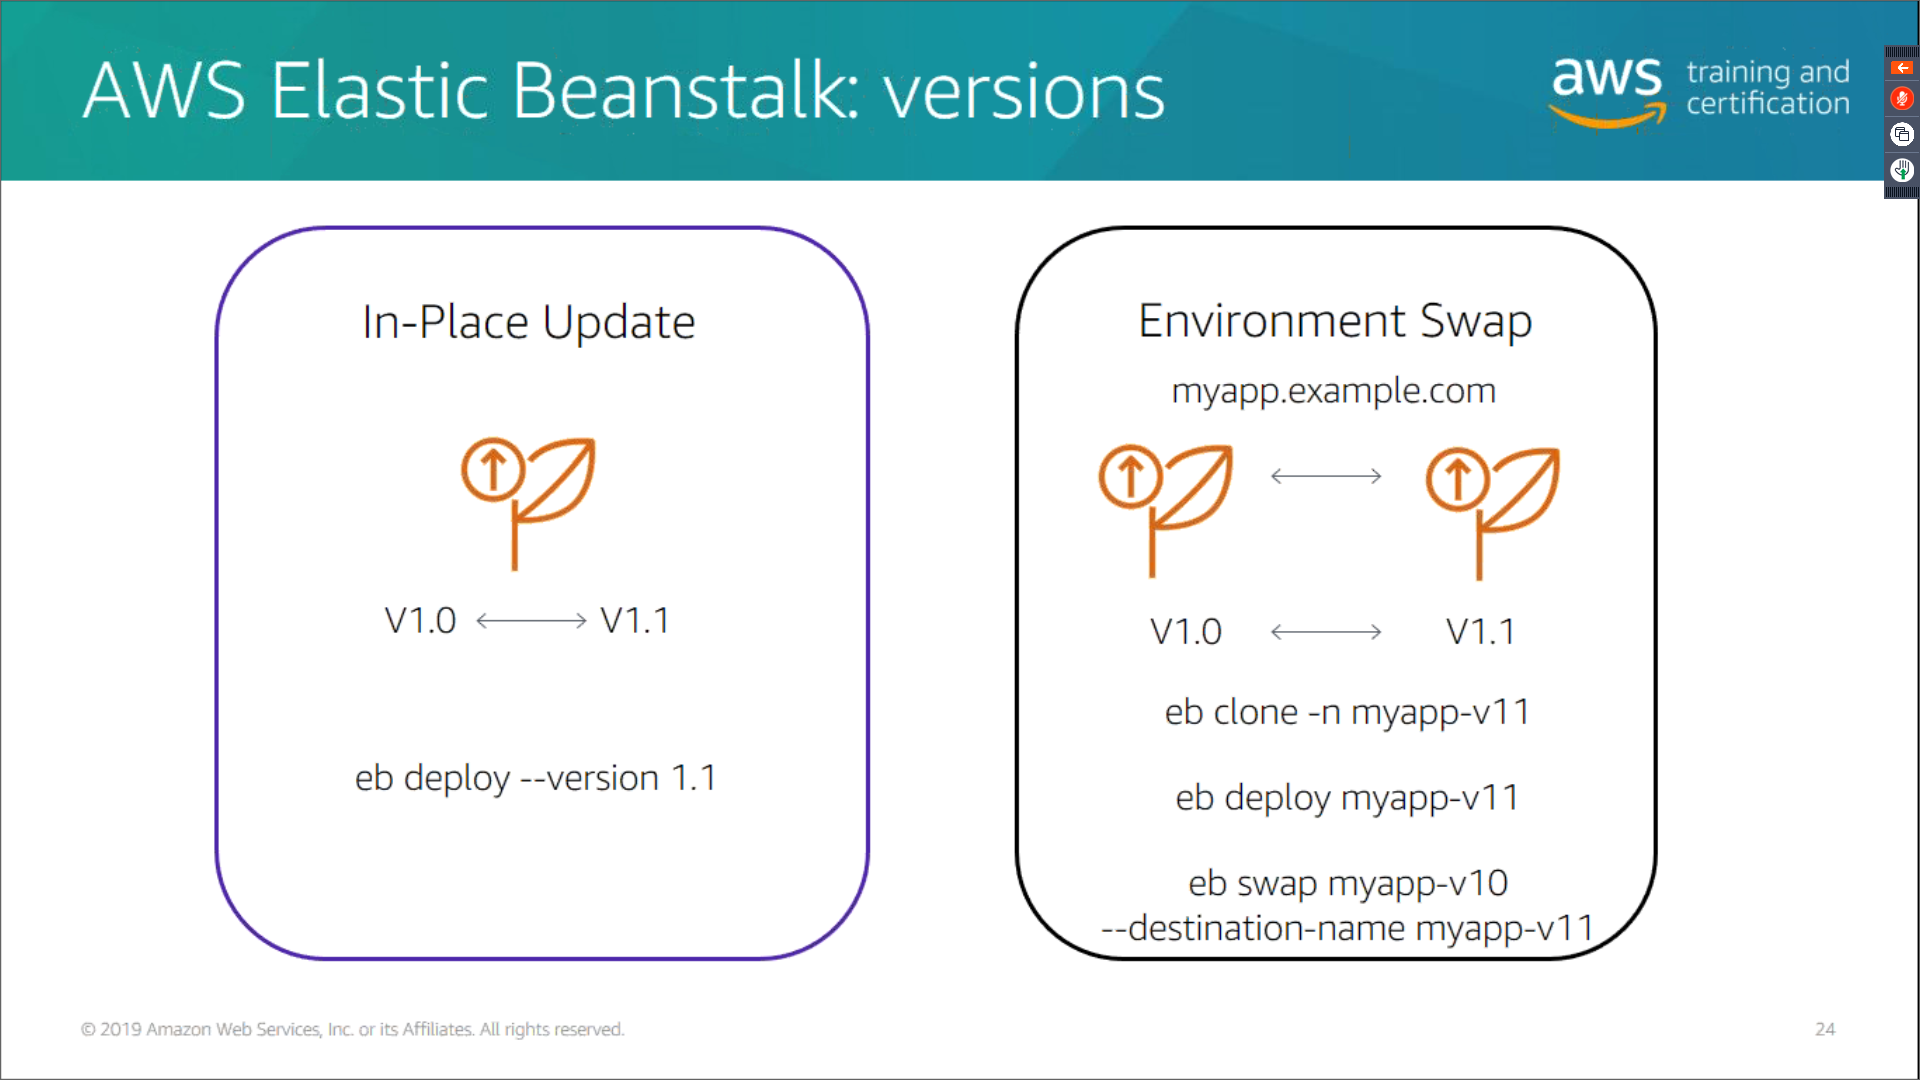 AWS Elastic Beanstalk: versions
aws training and
certification
In-Place Update
V1.0 V1.1
eb deploy --version 1.1
Environment Swap
myapp.example.com
V1.0 V1.1
eb clone -n myapp-v11
eb deploy myapp-v11
eb swap myapp-v10
--destination-name myapp-v11
© 2019 Amazon Web Services, Inc. or its Affiliates. All rights reserved.
24